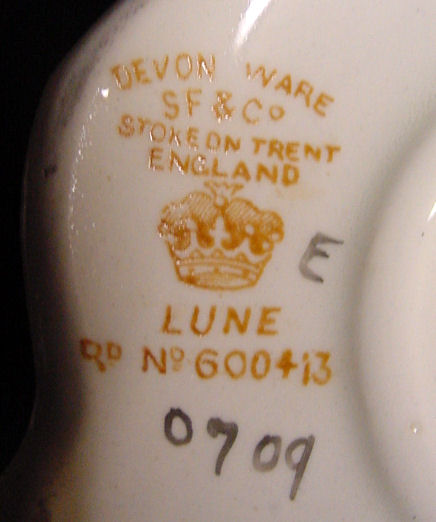 DEVON WARE
SF & Co
STOKE ON TRENT
ENGLAND
E
LUNE
RD No 600413
0709